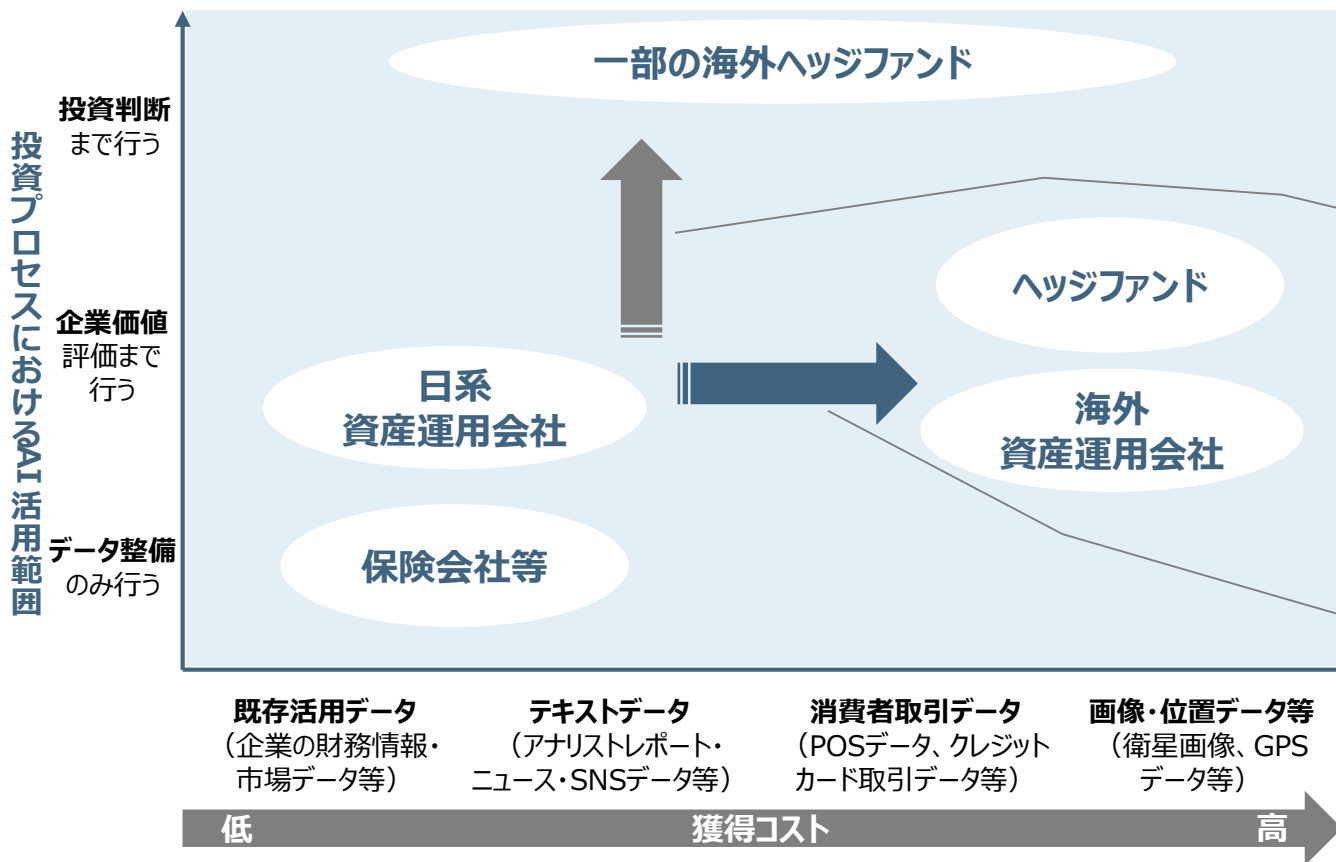 投資プロセスにおけるAI活用範囲
投資判断
まで行う
企業価値
評価まで
行う
データ整備
のみ行う
一部の海外ヘッジファンド
ヘッジファンド
日系
資産運用会社
海外
資産運用会社
保険会社等
既存活用データ
（企業の財務情報・
市場データ等）
テキストデータ
（アナリストレポート・
ニュース・SNSデータ等）
消費者取引データ
（POSデータ、クレジット
カード取引データ等）
画像・位置データ等
（衛星画像、GPS
データ等）
低
獲得コスト
高